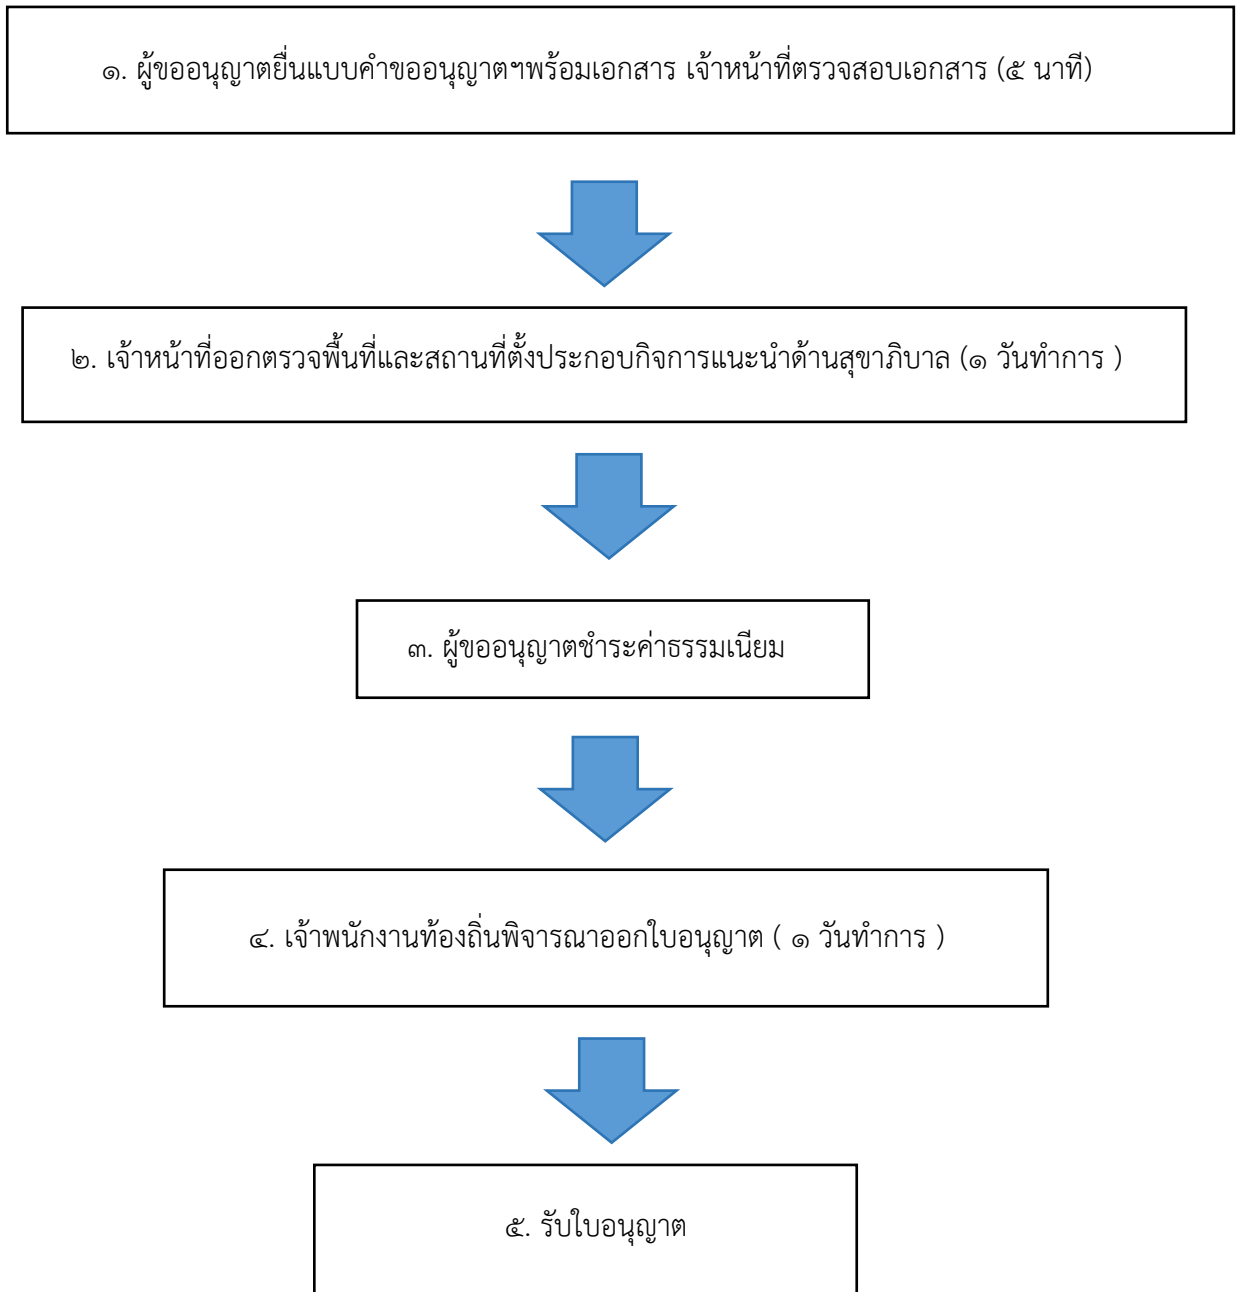 ๑. ผู้ขออนุญาตยื่นแบบคำขออนุญาตฯพร้อมเอกสาร เจ้าหน้าที่ตรวจสอบเอกสาร (๕ นาที)
๒. เจ้าหน้าที่ออกตรวจพื้นที่และสถานที่ตั้งประกอบกิจการแนะนำด้านสุขาภิบาล (๑ วันทำการ )
๓. ผู้ขออนุญาตชำระค่าธรรมเนียม
๔. เจ้าพนักงานท้องถิ่นพิจารณาออกใบอนุญาต ( ๑ วันทำการ )
๕. รับใบอนุญาต